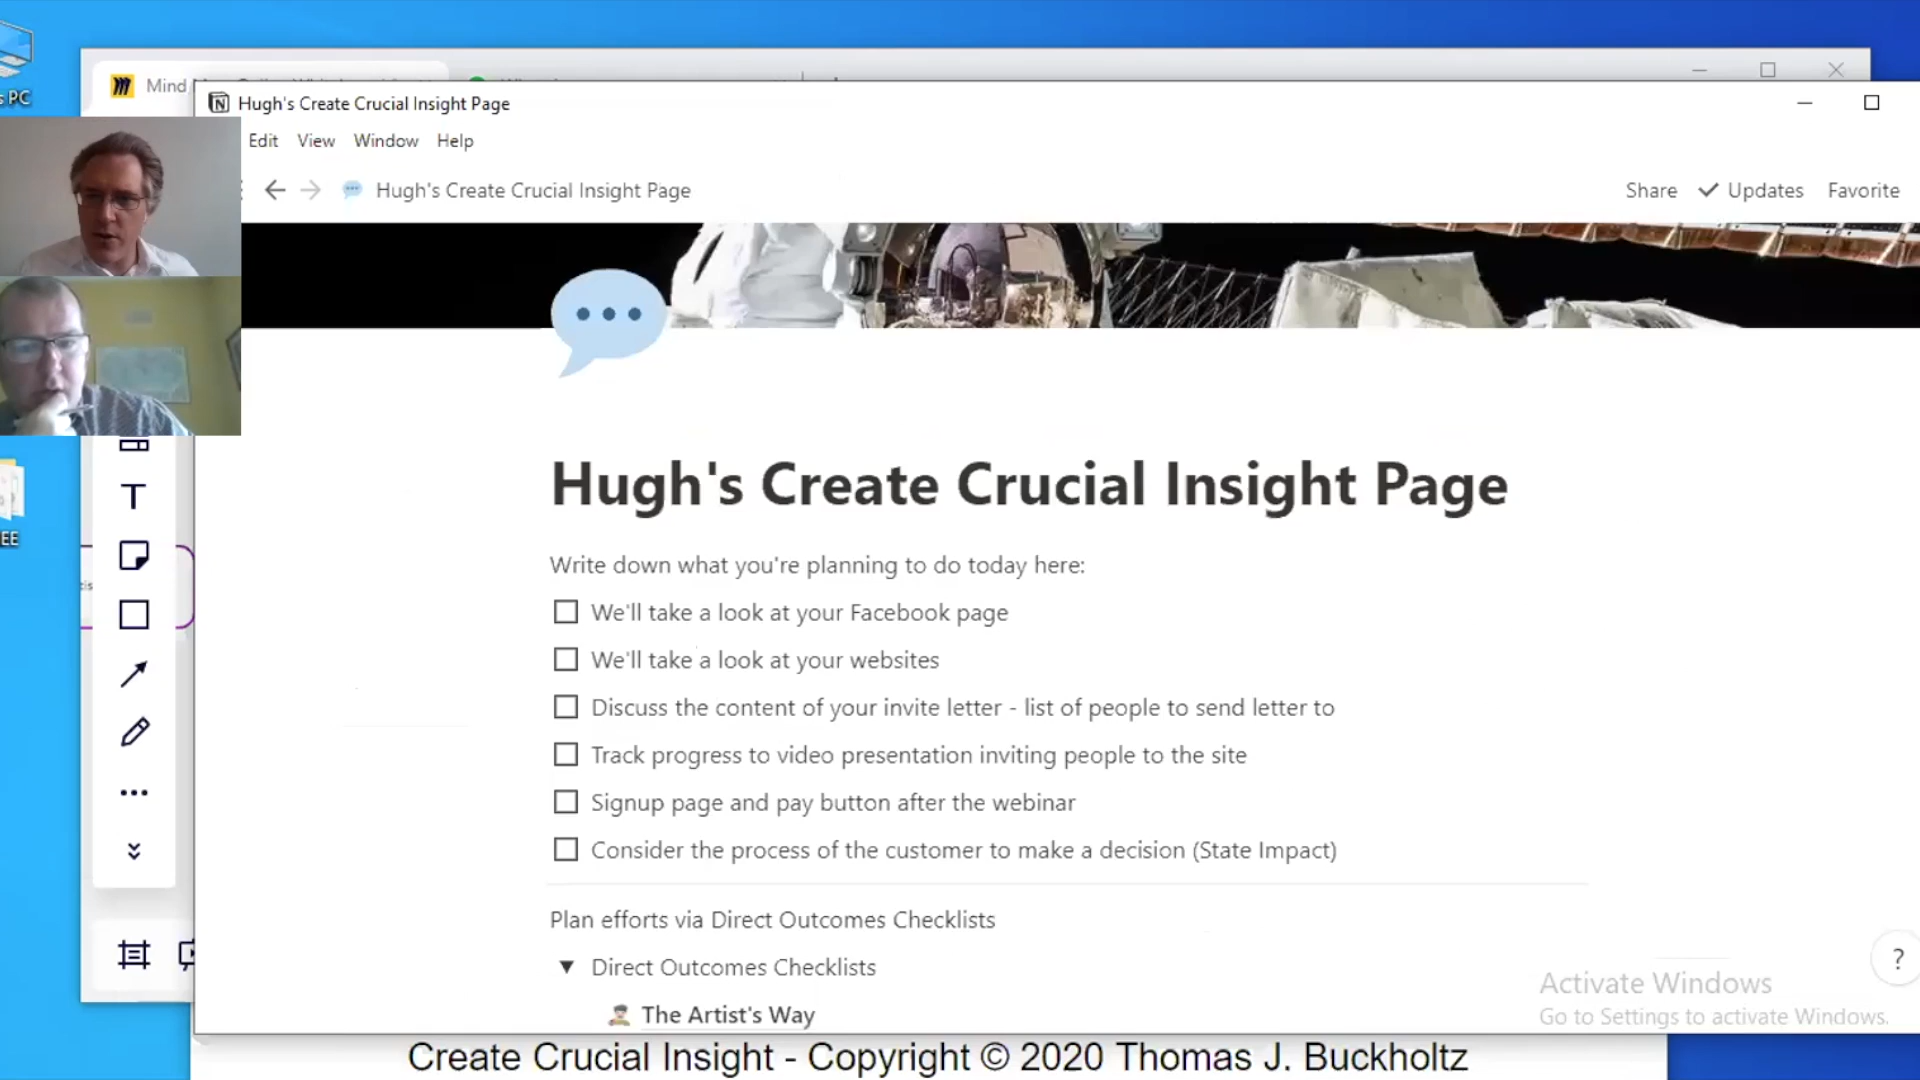 s PC
Mind
Hugh's Create Crucial Insight Page
Edit View Window Help
Hugh's Create Crucial Insight Page
Share Updates Favorite
Hugh's Create Crucial Insight Page
Write down what you're planning to do today here:
We'll take a look at your Facebook page
We'll take a look at your websites
Discuss the content of your invite letter - list of people to send letter to
Track progress to video presentation inviting people to the site
Signup page and pay button after the webinar
Consider the process of the customer to make a decision (State Impact)
Plan efforts via Direct Outcomes Checklists
Direct Outcomes Checklists
The Artist's Way
EE
T
?
Activate Windows
Go to Settings to activate Windows.
Create Crucial Insight - Copyright © 2020 Thomas J. Buckholtz